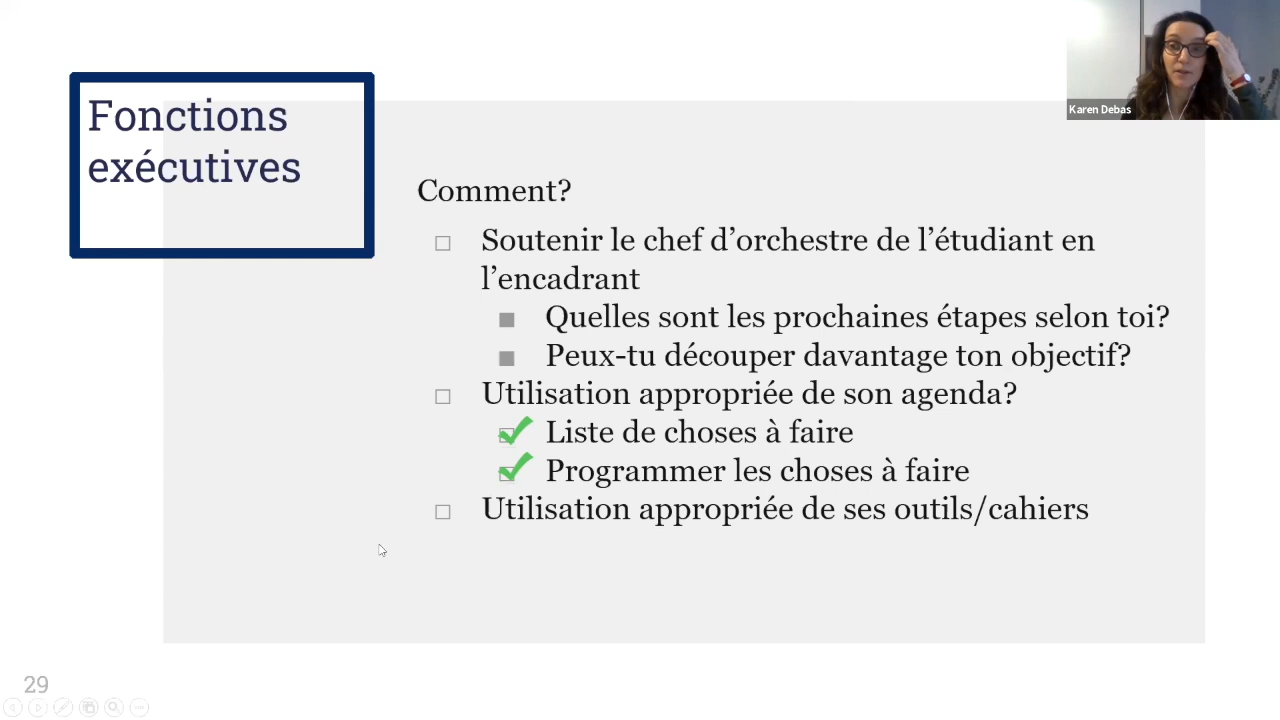 Karen Debas
Fonctions
exécutives
Comment?
Soutenir le chef d’orchestre de l’étudiant en
l’encadrant
Quelles sont les prochaines étapes selon toi?
Peux-tu découper davantage ton objectif?
Utilisation appropriée de son agenda?
Liste de choses à faire
Programmer les choses à faire
Utilisation appropriée de ses outils/cahiers
29